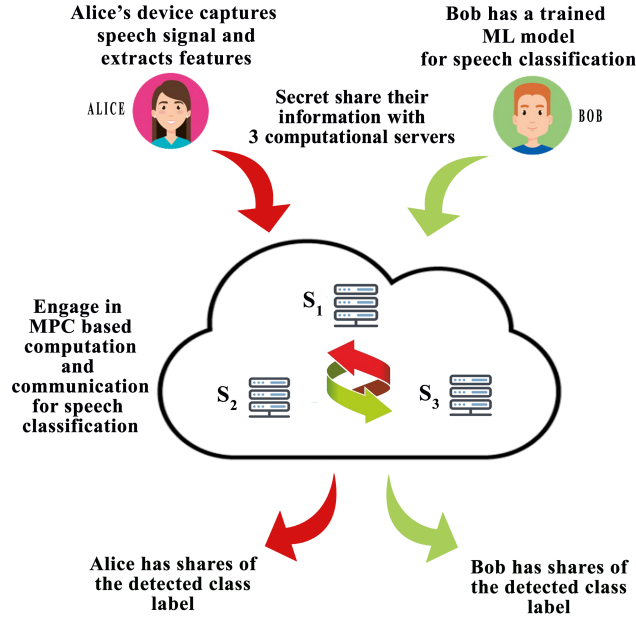 Alice's device captures
speech signal and
extracts features
Bob has a trained
ML model
for speech classification
ALICE
Secret share their
information with
3 computational servers
BOB
Engage in
MPC based
computation
and
communication
for speech
classification
S1
S2
S3
Alice has shares of
the detected class
label
Bob has shares of
the detected class
label